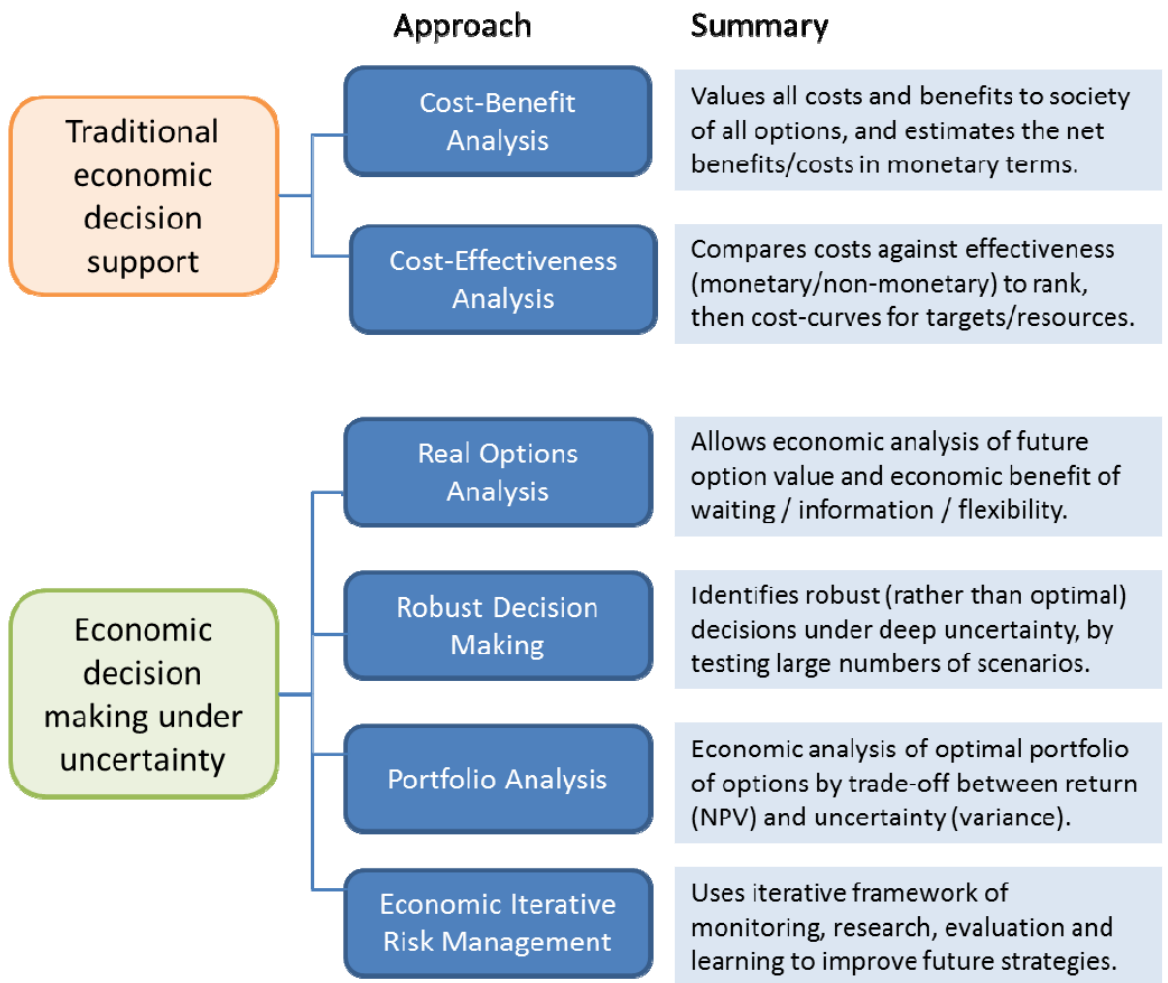 Approach
Summary
Traditional
economic
decision
support
Cost-Benefit
Analysis
Values all costs and benefits to society
of all options, and estimates the net
benefits/costs in monetary terms.
Cost-Effectiveness
Analysis
Compares costs against effectiveness
(monetary/non-monetary) to rank,
then cost-curves for targets/resources.
Economic
decision
making under
uncertainty
Real Options
Analysis
Allows economic analysis of future
option value and economic benefit of
waiting / information / flexibility.
Robust Decision
Making
Identifies robust (rather than optimal)
decisions under deep uncertainty, by
testing large numbers of scenarios.
Portfolio Analysis
Economic analysis of optimal portfolio
of options by trade-off between return
(NPV) and uncertainty (variance).
Economic Iterative
Risk Management
Uses iterative framework of
monitoring, research, evaluation and
learning to improve future strategies.